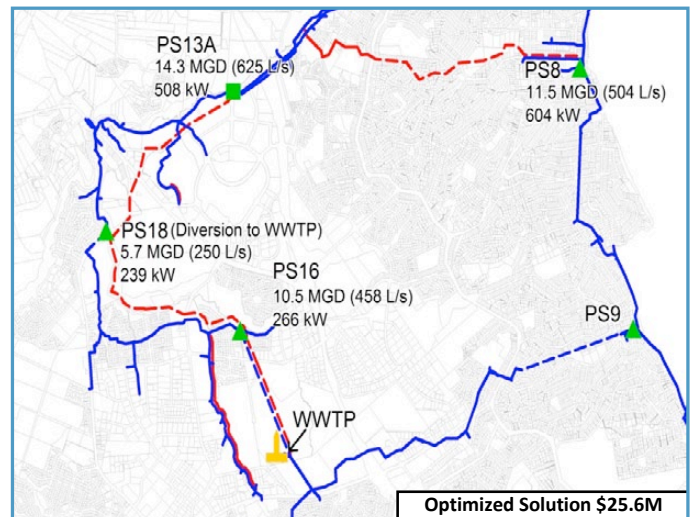 PS13A
14.3 MGD (625 L/s)
508 kW
PS8
11.5 MGD (504 L/s)
604 kW
PS18 (Diversion to WWTP)
5.7 MGD (250 L/s)
239 kW
PS16
10.5 MGD (458 L/s)
266 kW
PS9
WWTP
Optimized Solution $25.6M